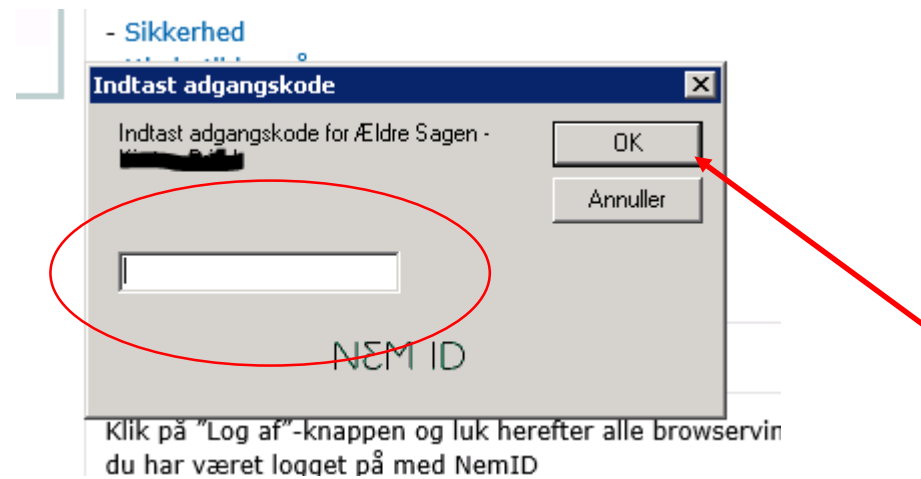 - Sikkerhed
Indtast adgangskode
Indtast adgangskode for Ældre Sagen -
OK
Annuller
NEM ID
Klik på ”Log af”-knappen og luk herefter alle browservin
du har været logget på med NemID